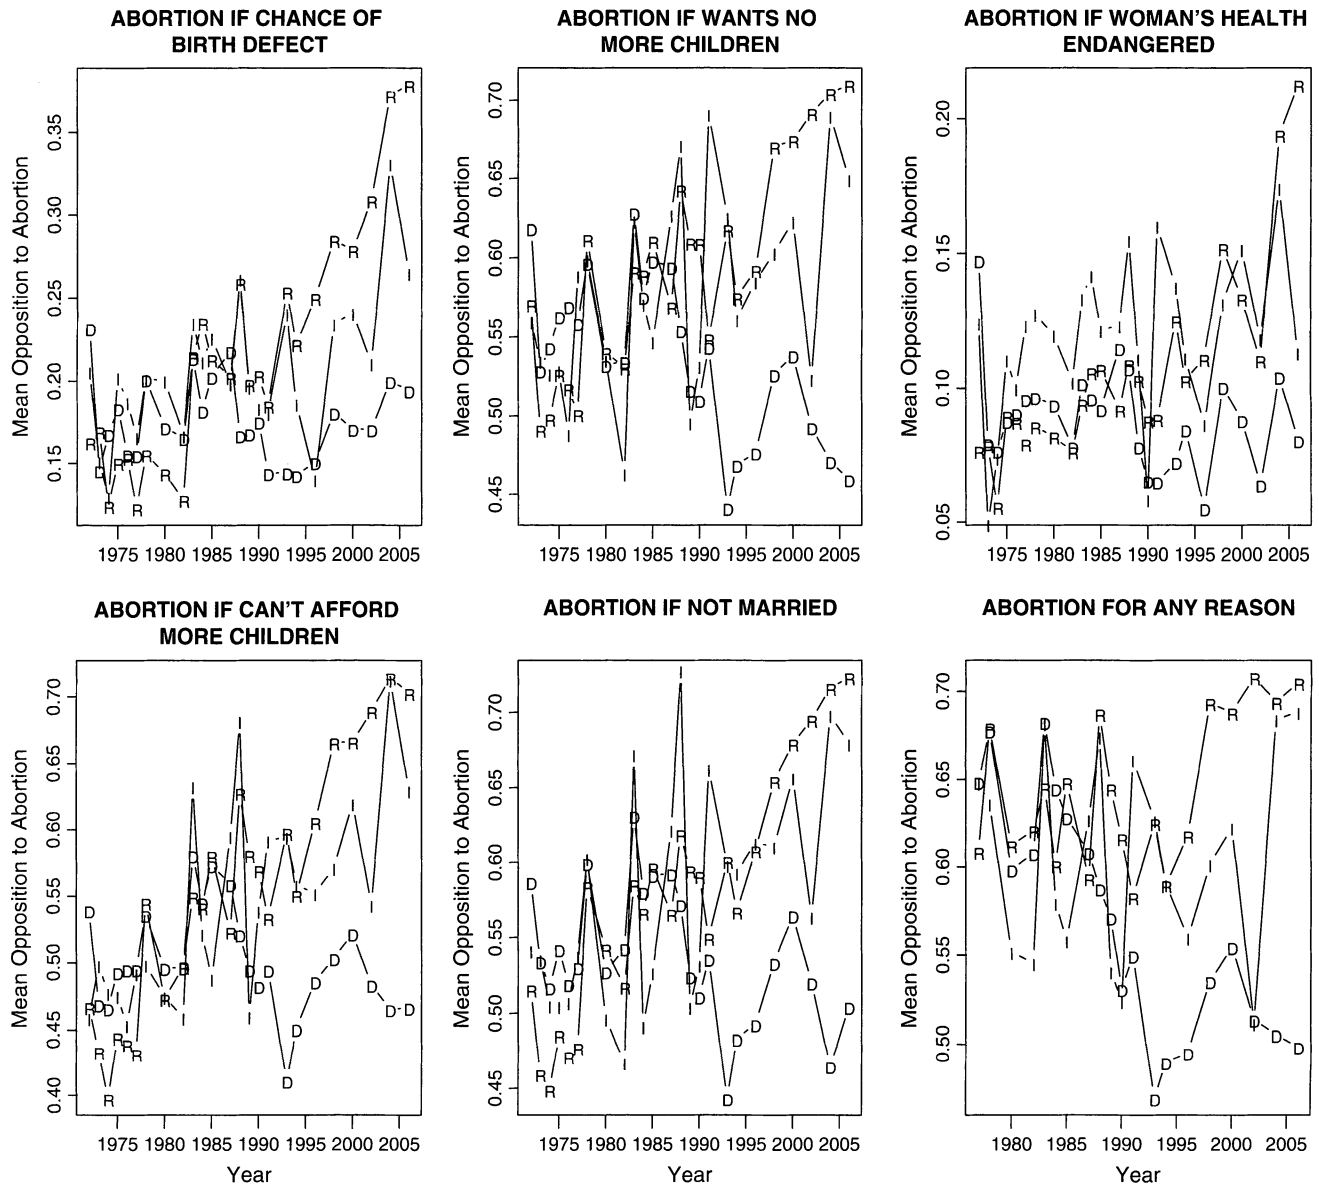 ABORTION IF CHANCE OF
BIRTH DEFECT
ABORTION IF WANTS NO
MORE CHILDREN
ABORTION IF WOMAN'S HEALTH
ENDANGERED
Mean Opposition to Abortion
0.35
0.30
0.25
0.20
0.15
1975 1980 1985 1990 1995 2000 2005
Mean Opposition to Abortion
0.70
0.65
0.60
0.55
0.50
0.45
1975 1980 1985 1990 1995 2000 2005
Mean Opposition to Abortion
0.20
0.15
0.10
0.05
1975 1980 1985 1990 1995 2000 2005
ABORTION IF CAN'T AFFORD
MORE CHILDREN
ABORTION IF NOT MARRIED
ABORTION FOR ANY REASON
Mean Opposition to Abortion
0.70
0.65
0.60
0.55
0.50
0.45
0.40
1975 1980 1985 1990 1995 2000 2005
Year
Mean Opposition to Abortion
0.70
0.65
0.60
0.55
0.50
0.45
1975 1980 1985 1990 1995 2000 2005
Year
Mean Opposition to Abortion
0.70
0.65
0.60
0.55
0.50
1980 1985 1990 1995 2000 2005
Year